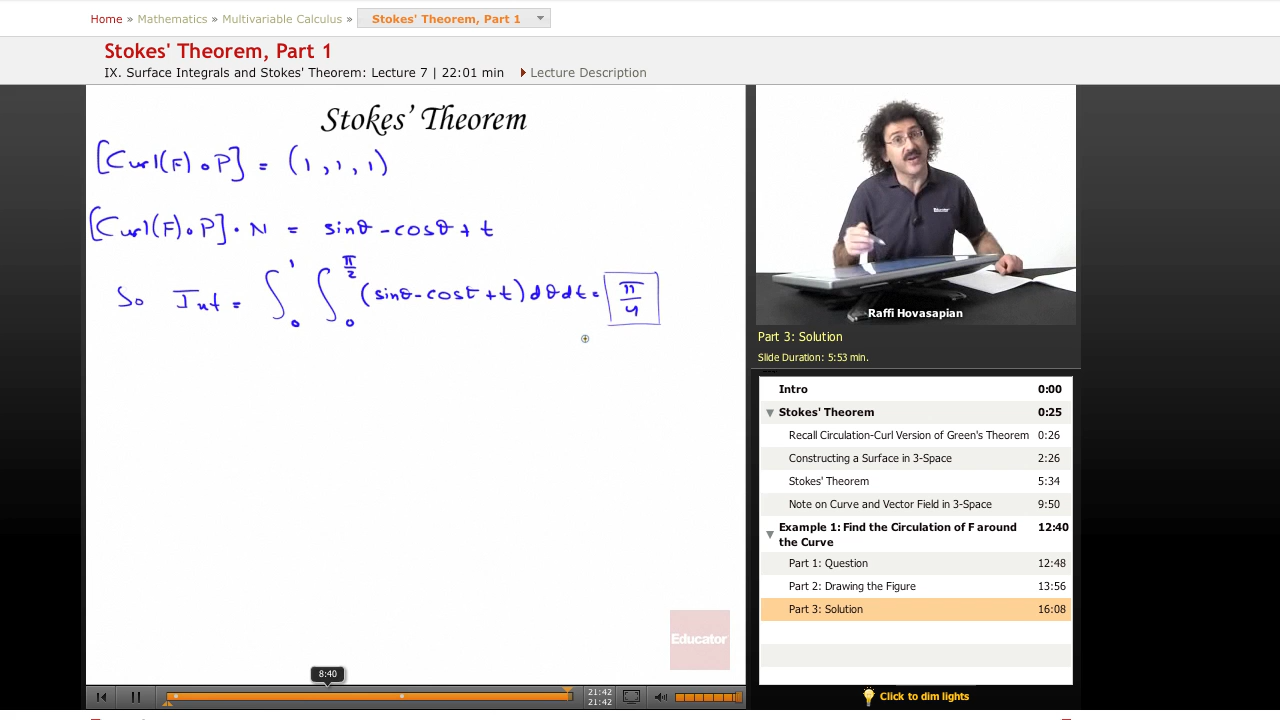 Home » Mathematics » Multivariable Calculus » Stokes' Theorem, Part 1
Stokes' Theorem, Part 1
IX. Surface Integrals and Stokes' Theorem: Lecture 7 | 22:01 min Lecture Description
Stokes' Theorem
[Curl(F)∘P] = (1,1,1)
[Curl(F)∘P]·N = sinθ - cosθ + t
So Int = ∫₀¹ ∫₀^(π/2) (sinθ - cost + t) dθdt = π/4
Educator
8:40
21:42
21:42
Educator
Raffi Hovasapian
Part 3: Solution
Slide Duration: 5:53 min.
Intro 0:00
Stokes' Theorem 0:25
Recall Circulation-Curl Version of Green's Theorem 0:26
Constructing a Surface in 3-Space 2:26
Stokes' Theorem 5:34
Note on Curve and Vector Field in 3-Space 9:50
Example 1: Find the Circulation of F around 12:40
the Curve
Part 1: Question 12:48
Part 2: Drawing the Figure 13:56
Part 3: Solution 16:08
Click to dim lights